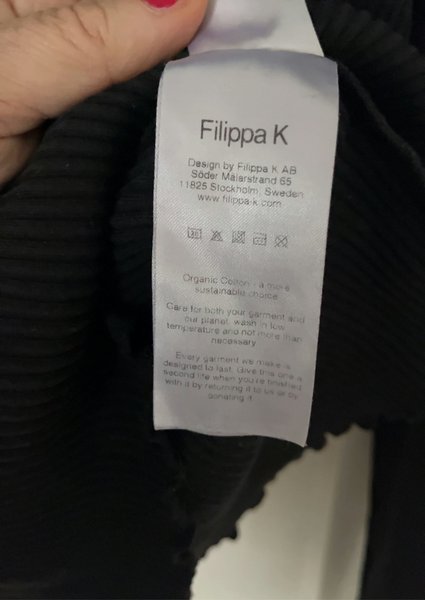 Filippa K
Design by Filippa K AB
Söder Mälarstrand 65
11825 Stockholm, Sweden
www.filippa-k.com
Organic Cotton - a more
sustainable choice
Care for both your garment and
our planet, wash in low
temperature and not more than
necessary
Every garment we make is
designed to last. Give this one a
second life when you're finished
with it by returning it to us or by
donating it.